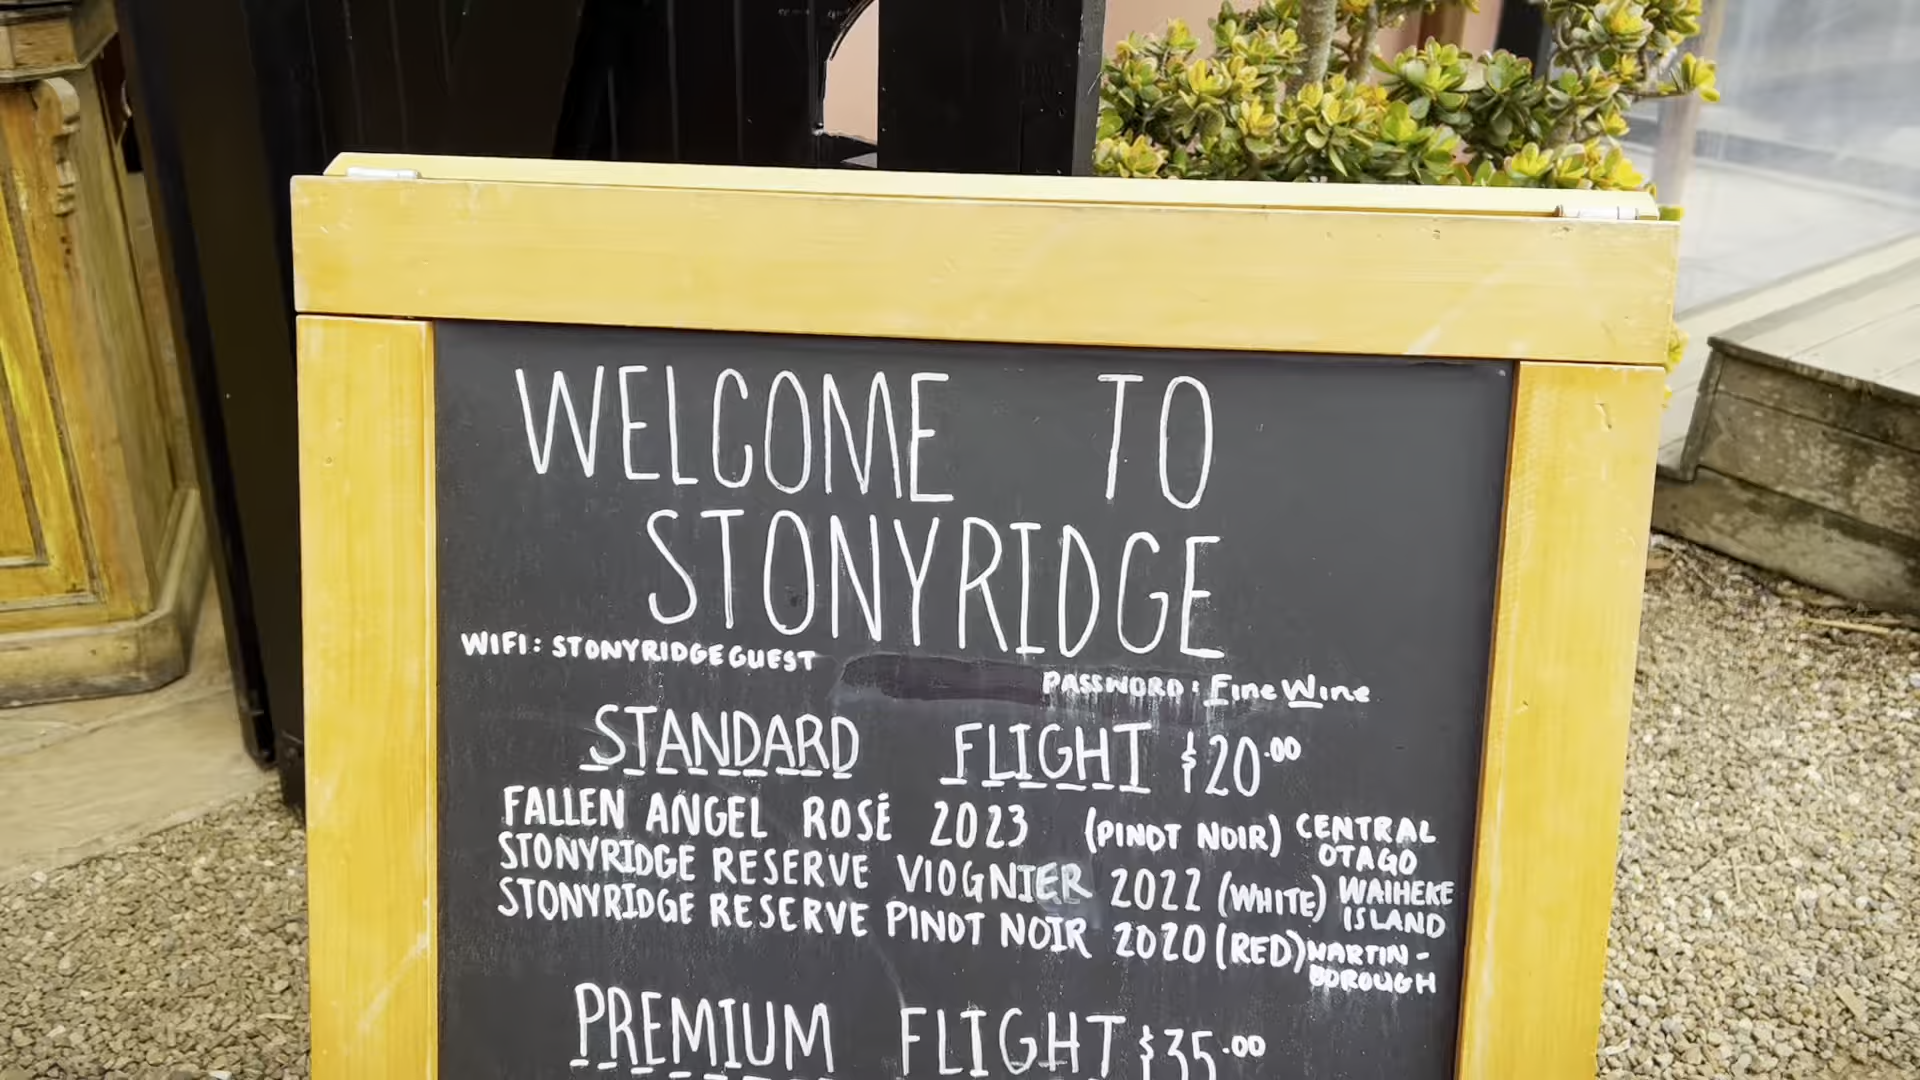 WELCOME TO
STONYRIDGE
WIFI: STONYRIDGEGUEST PASSWORD: FineWine
STANDARD FLIGHT $20.00
FALLEN ANGEL ROSÉ 2023 (PINOT NOIR) CENTRAL OTAGO
STONYRIDGE RESERVE VIOGNIER 2022 (WHITE) WAIHEKE ISLAND
STONYRIDGE RESERVE PINOT NOIR 2020 (RED) MARTIN-BOROUGH
PREMIUM FLIGHT $35.00